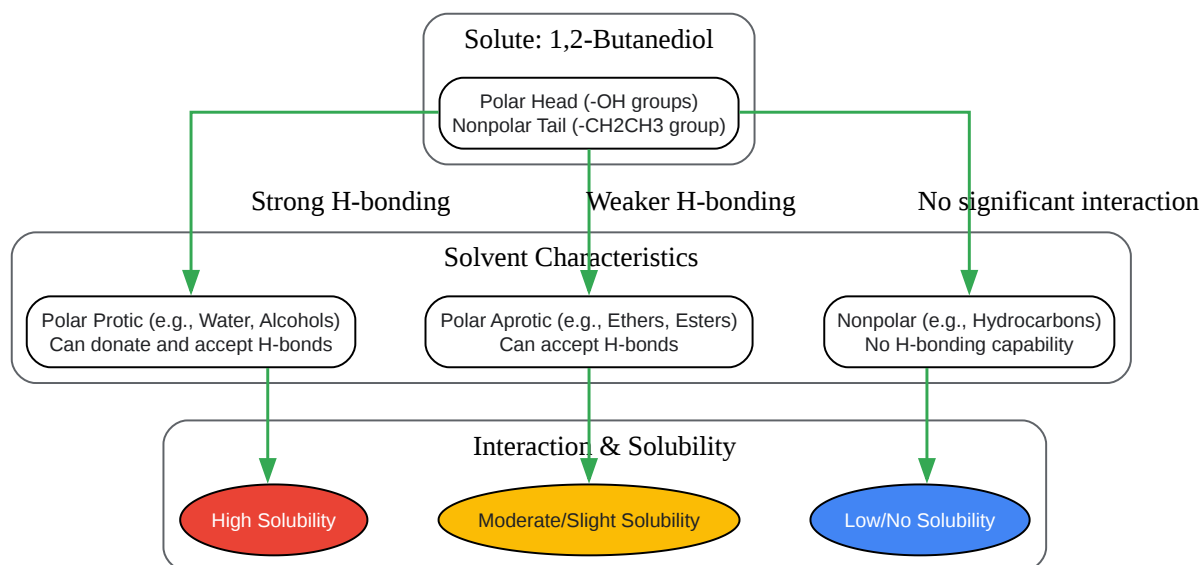 Solute: 1,2-Butanediol
Polar Head (-OH groups)
Nonpolar Tail (-CH2CH3 group)
Strong H-bonding
Weaker H-bonding
No significant interaction
Solvent Characteristics
Polar Protic (e.g., Water, Alcohols)
Can donate and accept H-bonds
Polar Aprotic (e.g., Ethers, Esters)
Can accept H-bonds
Nonpolar (e.g., Hydrocarbons)
No H-bonding capability
Interaction & Solubility
High Solubility
Moderate/Slight Solubility
Low/No Solubility